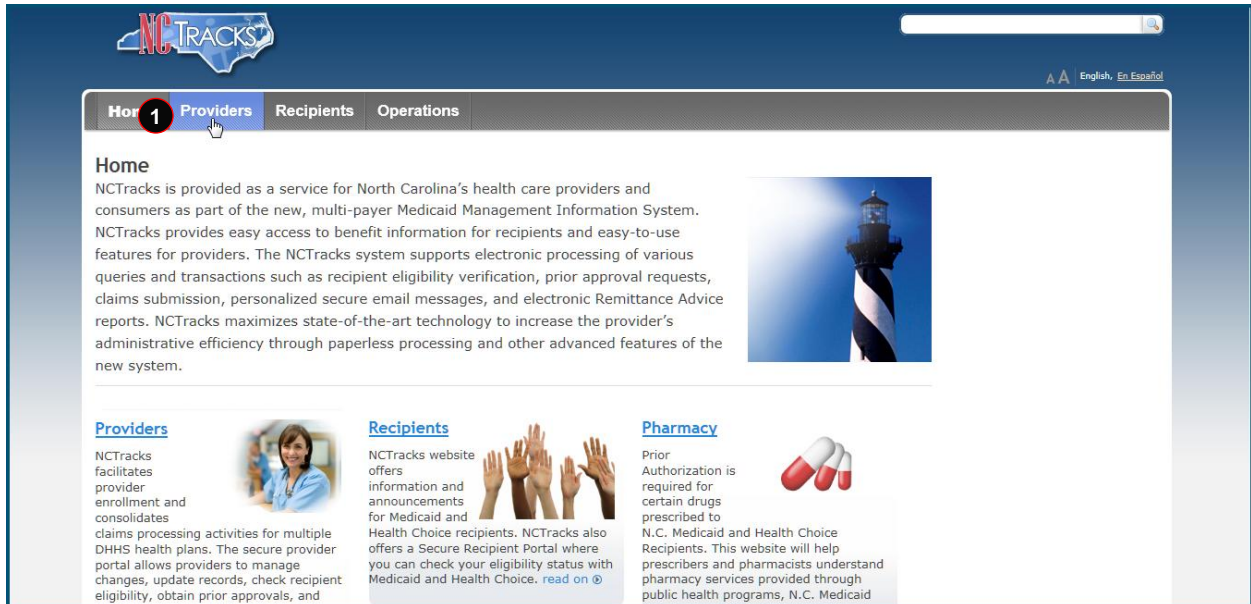 NC TRACKS
A A English, En Español
Home 1 Providers Recipients Operations
Home
NCTracks is provided as a service for North Carolina's health care providers and
consumers as part of the new, multi-payer Medicaid Management Information System.
NCTracks provides easy access to benefit information for recipients and easy-to-use
features for providers. The NCTracks system supports electronic processing of various
queries and transactions such as recipient eligibility verification, prior approval requests,
claims submission, personalized secure email messages, and electronic Remittance Advice
reports. NCTracks maximizes state-of-the-art technology to increase the provider's
administrative efficiency through paperless processing and other advanced features of the
new system.
Providers
NCTracks
facilitates
provider
enrollment and
consolidates
claims processing activities for multiple
DHHS health plans. The secure provider
portal allows providers to manage
changes, update records, check recipient
eligibility, obtain prior approvals, and
Recipients
NCTracks website
offers
information and
announcements
for Medicaid and
Health Choice recipients. NCTracks also
offers a Secure Recipient Portal where
you can check your eligibility status with
Medicaid and Health Choice. read on
Pharmacy
Prior
Authorization is
required for
certain drugs
prescribed to
N.C. Medicaid and Health Choice
Recipients. This website will help
prescribers and pharmacists understand
pharmacy services provided through
public health programs, N.C. Medicaid